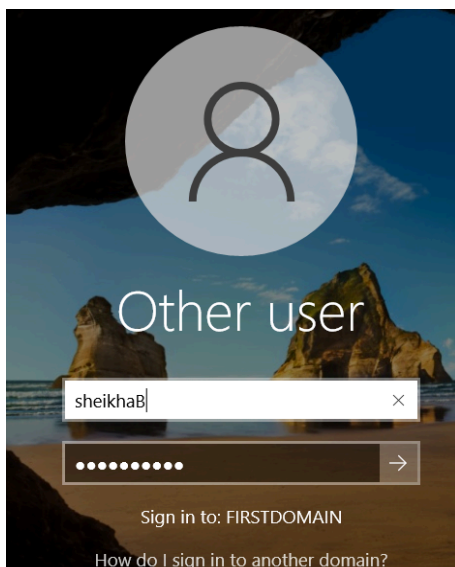 Other user
sheikhaB
Sign in to: FIRSTDOMAIN
How do I sign in to another domain?